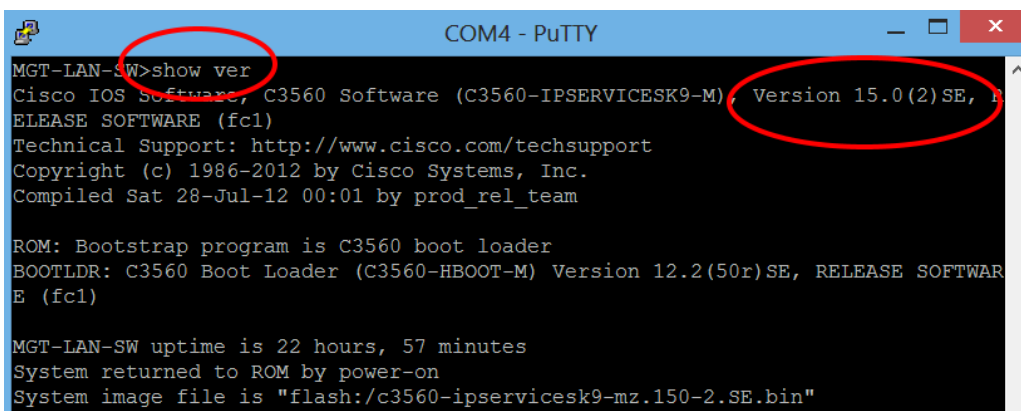 COM4 - PuTTY
MGT-LAN-SW>show ver
Cisco IOS Software, C3560 Software (C3560-IPSERVICESK9-M), Version 15.0(2)SE, R
ELEASE SOFTWARE (fc1)
Technical Support: http://www.cisco.com/techsupport
Copyright (c) 1986-2012 by Cisco Systems, Inc.
Compiled Sat 28-Jul-12 00:01 by prod_rel_team
ROM: Bootstrap program is C3560 boot loader
BOOTLDR: C3560 Boot Loader (C3560-HBOOT-M) Version 12.2(50r)SE, RELEASE SOFTWAR
E (fc1)
MGT-LAN-SW uptime is 22 hours, 57 minutes
System returned to ROM by power-on
System image file is "flash:/c3560-ipservicesk9-mz.150-2.SE.bin"